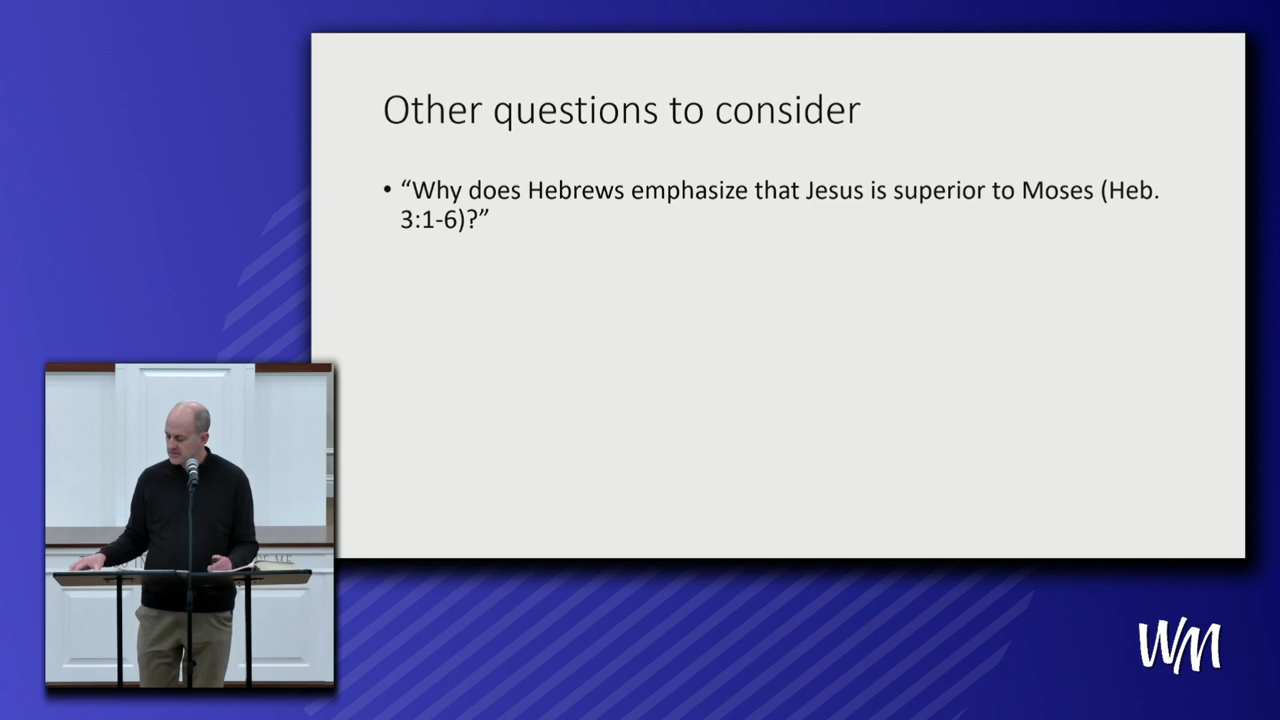 Other questions to consider
• “Why does Hebrews emphasize that Jesus is superior to Moses (Heb.
3:1-6)?”
ME
WM